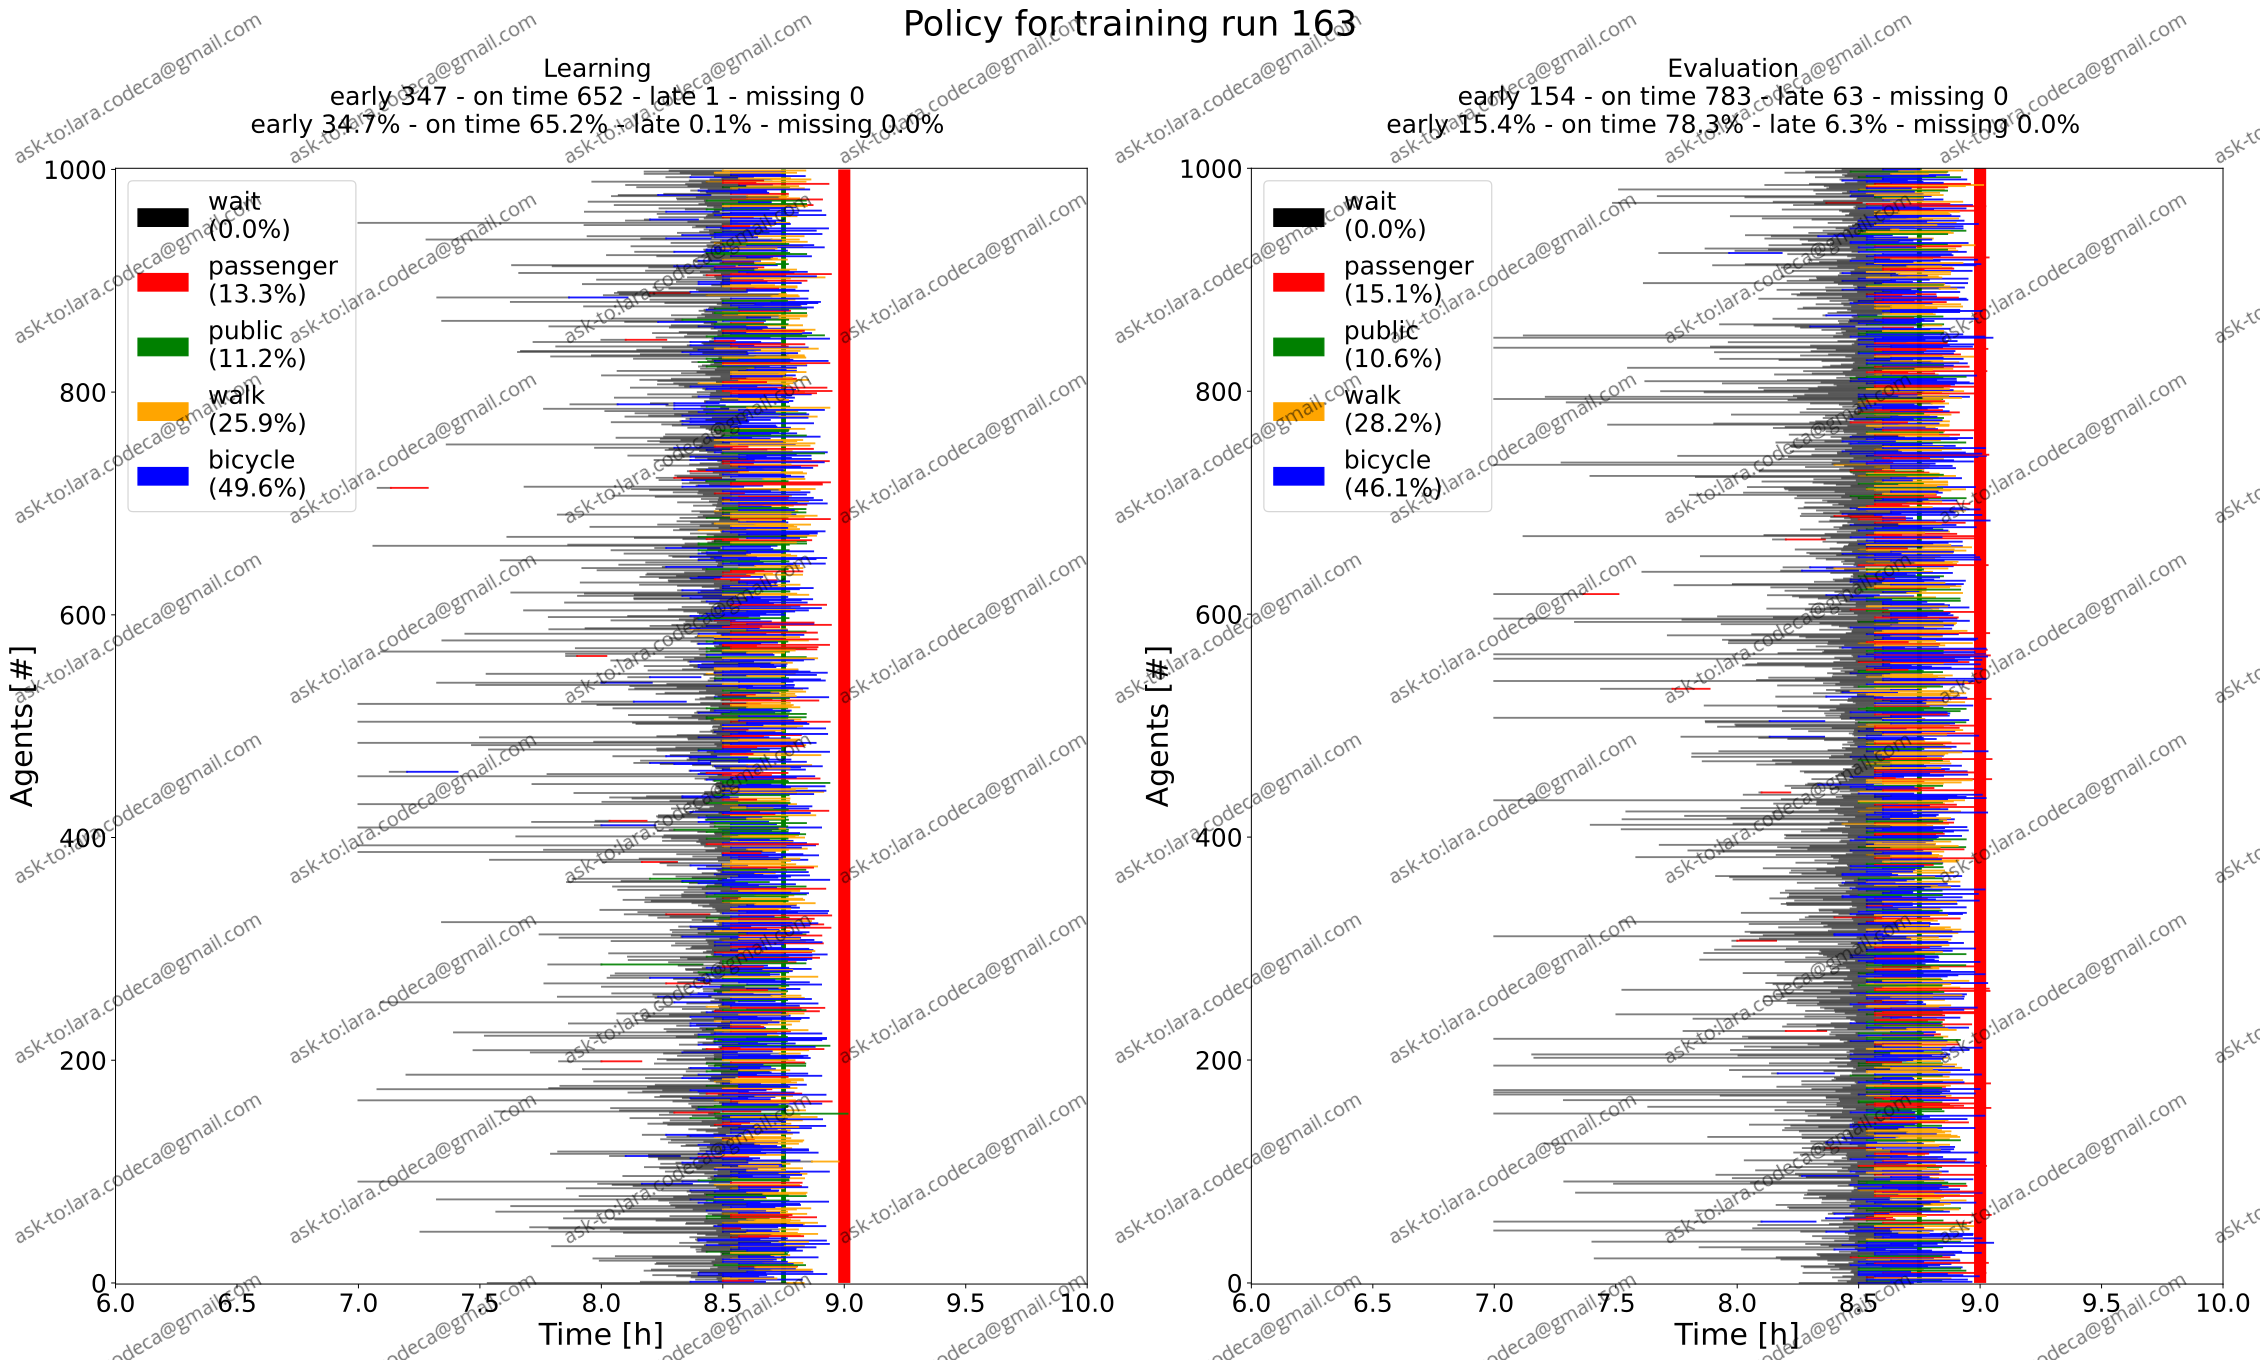 Policy for training run 163
Learning
early 347 - on time 652 - late 1 - missing 0
early 34.7% - on time 65.2% - late 0.1% - missing 0.0%
wait
(0.0%)
passenger
(13.3%)
public
(11.2%)
walk
(25.9%)
bicycle
(49.6%)
Agents [#]
1000
800
600
400
200
0
6.0 6.5 7.0 7.5 8.0 8.5 9.0 9.5 10.0
Time [h]
Evaluation
early 154 - on time 783 - late 63 - missing 0
early 15.4% - on time 78.3% - late 6.3% - missing 0.0%
wait
(0.0%)
passenger
(15.1%)
public
(10.6%)
walk
(28.2%)
bicycle
(46.1%)
Agents [#]
1000
800
600
400
200
0
6.0 6.5 7.0 7.5 8.0 8.5 9.0 9.5 10.0
Time [h]
ask-to:lara.codeca@gmail.com